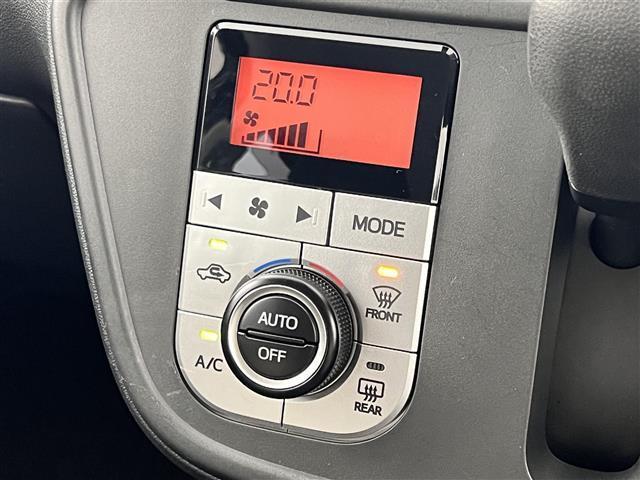 20.0
MODE
AUTO
OFF
FRONT
A/C
REAR